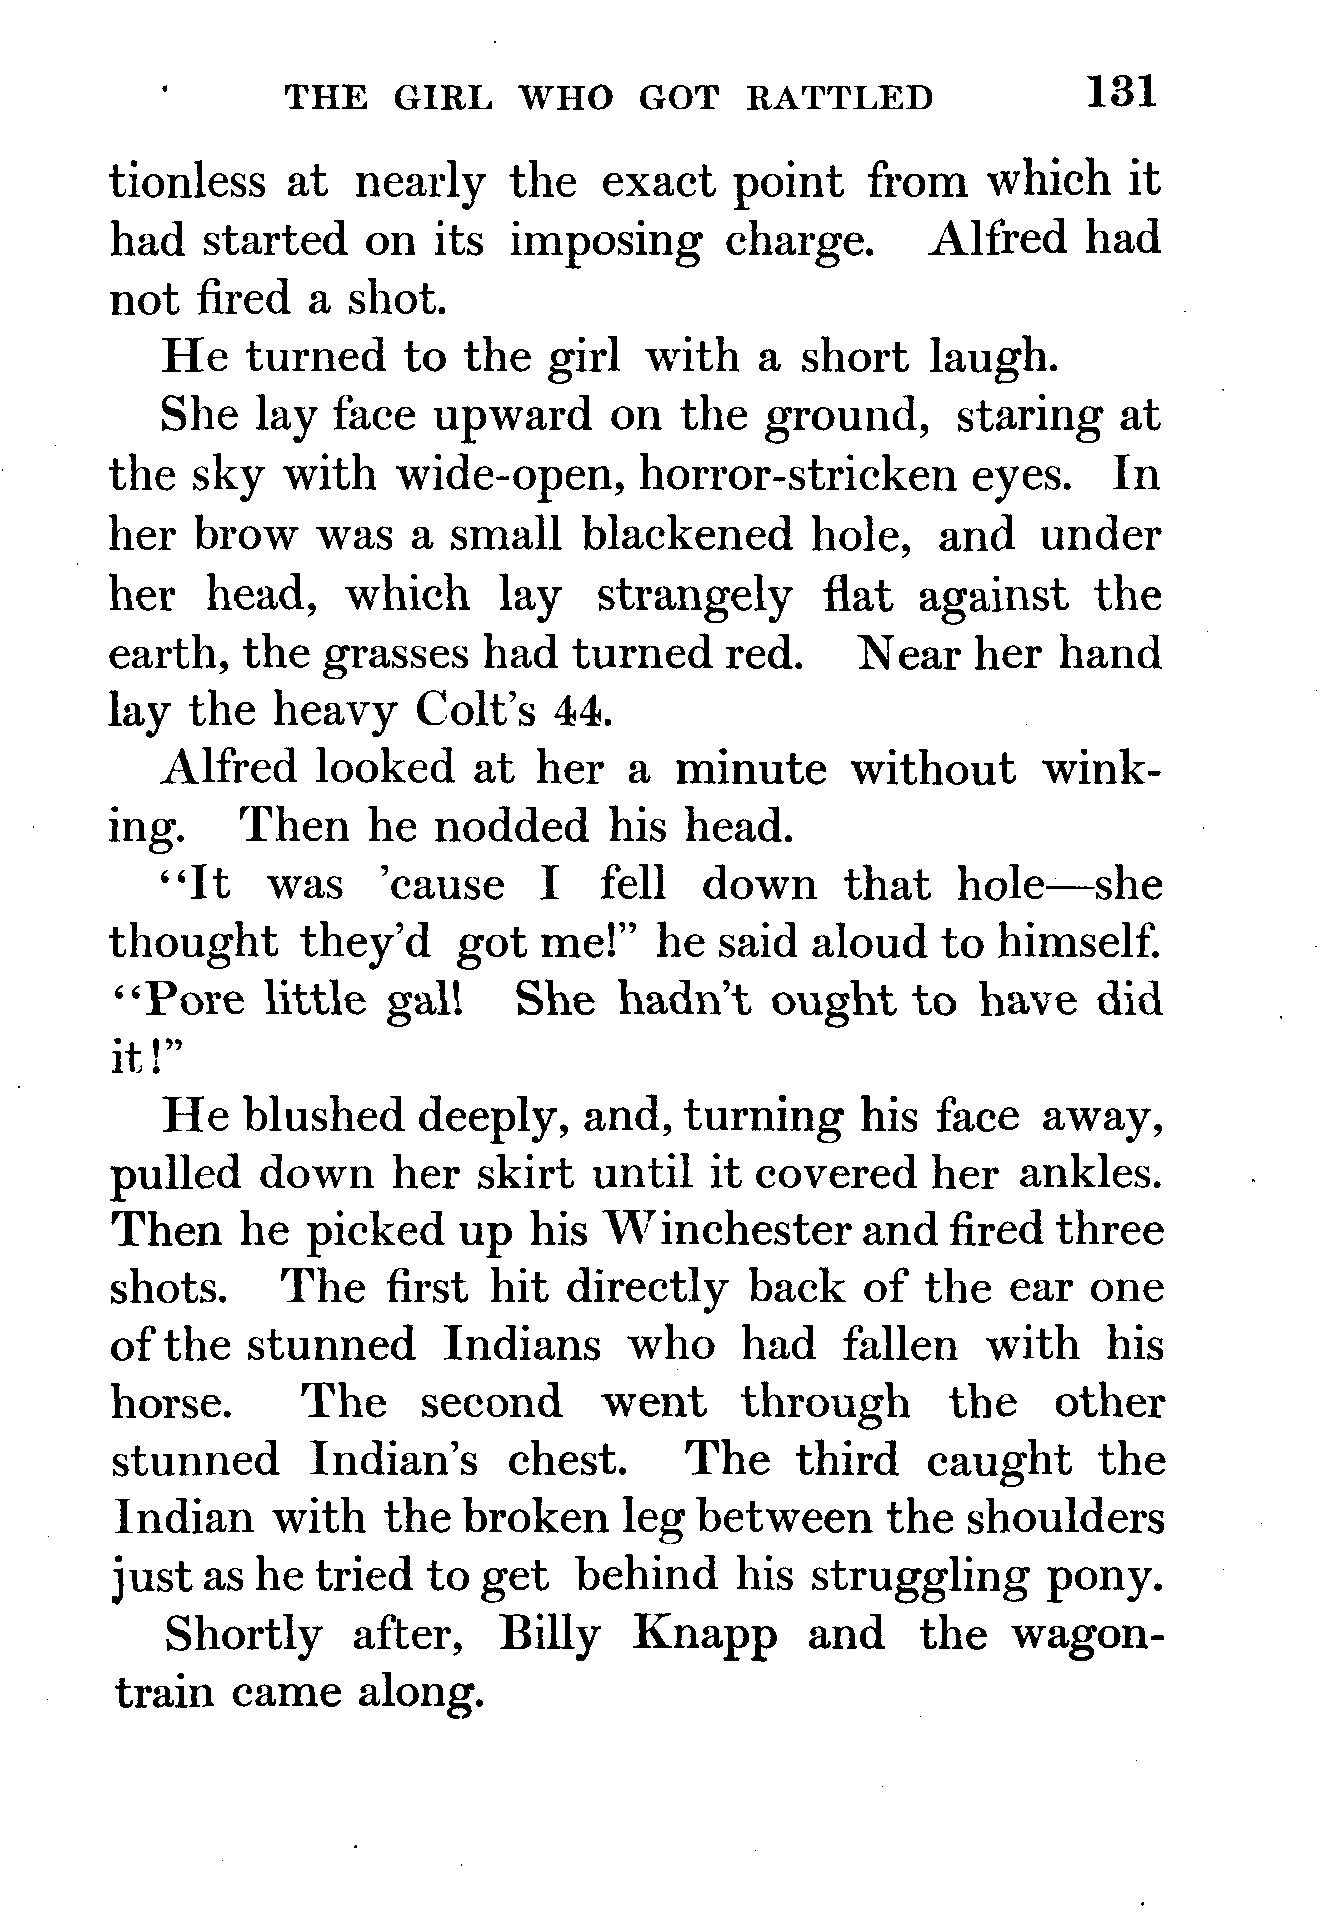 THE GIRL WHO GOT RATTLED 131
tionless at nearly the exact point from which it
had started on its imposing charge. Alfred had
not fired a shot.
He turned to the girl with a short laugh.
She lay face upward on the ground, staring at
the sky with wide-open, horror-stricken eyes. In
her brow was a small blackened hole, and under
her head, which lay strangely flat against the
earth, the grasses had turned red. Near her hand
lay the heavy Colt's 44.
Alfred looked at her a minute without wink-
ing. Then he nodded his head.
“It was ’cause I fell down that hole—she
thought they’d got me!” he said aloud to himself.
“Pore little gal! She hadn’t ought to have did
it!”
He blushed deeply, and, turning his face away,
pulled down her skirt until it covered her ankles.
Then he picked up his Winchester and fired three
shots. The first hit directly back of the ear one
of the stunned Indians who had fallen with his
horse. The second went through the other
stunned Indian’s chest. The third caught the
Indian with the broken leg between the shoulders
just as he tried to get behind his struggling pony.
Shortly after, Billy Knapp and the wagon-
train came along.